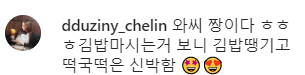 dduziny_chelin 와씨 짱이다 ㅎㅎ
ㅎ김밥마시는거 보니 김밥땡기고
떡국떡은 신박함 🤩😍